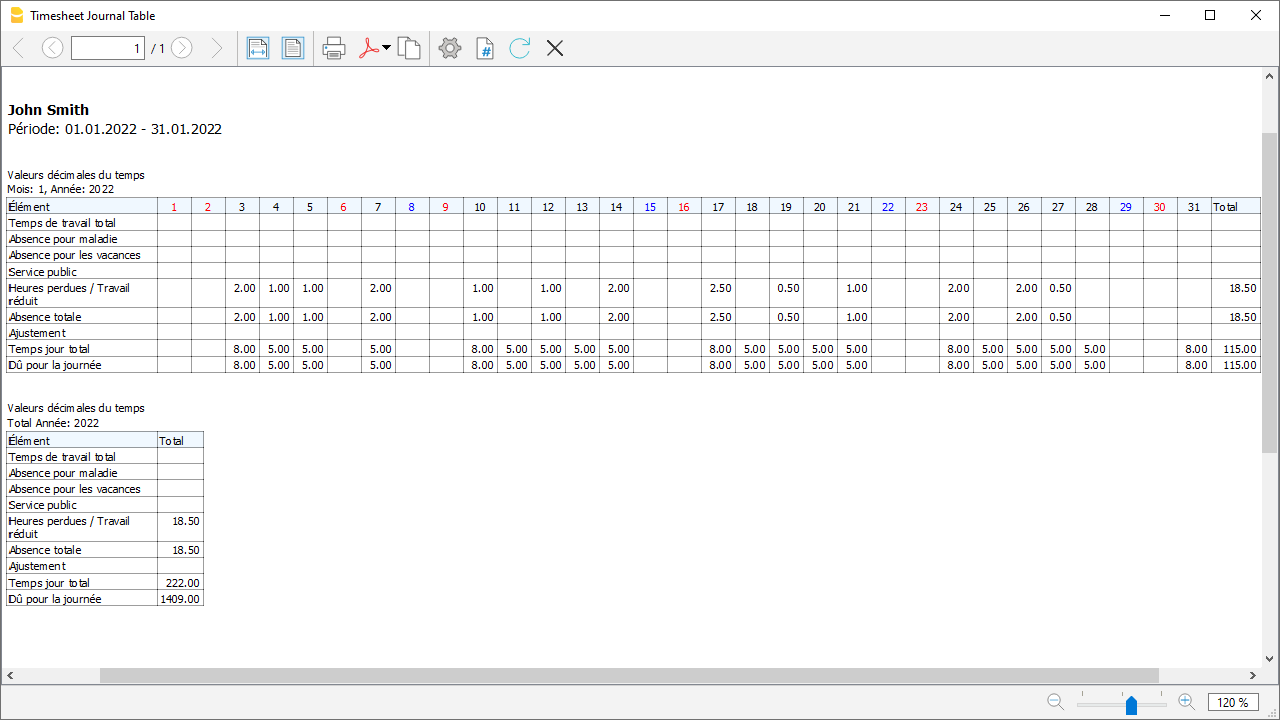 Timesheet Journal Table
1 / 1
John Smith
Période: 01.01.2022 - 31.01.2022
Valeurs décimales du temps
Mois: 1, Année: 2022
Élément 1 2 3 4 5 6 7 8 9 10 11 12 13 14 15 16 17 18 19 20 21 22 23 24 25 26 27 28 29 30 31 Total
Temps de travail total
Absence pour maladie
Absence pour les vacances
Service public
Heures perdues / Travail réduit 2.00 1.00 1.00 2.00 1.00 1.00 2.00 2.50 0.50 1.00 2.00 2.00 0.50 18.50
Absence totale 2.00 1.00 1.00 2.00 1.00 1.00 2.00 2.50 0.50 1.00 2.00 2.00 0.50 18.50
Ajustement
Temps jour total 8.00 5.00 5.00 5.00 8.00 5.00 5.00 5.00 5.00 8.00 5.00 5.00 5.00 5.00 8.00 5.00 5.00 5.00 5.00 8.00 115.00
Dû pour la journée 8.00 5.00 5.00 5.00 8.00 5.00 5.00 5.00 5.00 8.00 5.00 5.00 5.00 5.00 8.00 5.00 5.00 5.00 5.00 8.00 115.00
Valeurs décimales du temps
Total Année: 2022
Élément Total
Temps de travail total
Absence pour maladie
Absence pour les vacances
Service public
Heures perdues / Travail réduit 18.50
Absence totale 18.50
Ajustement
Temps jour total 222.00
Dû pour la journée 1409.00
120 %